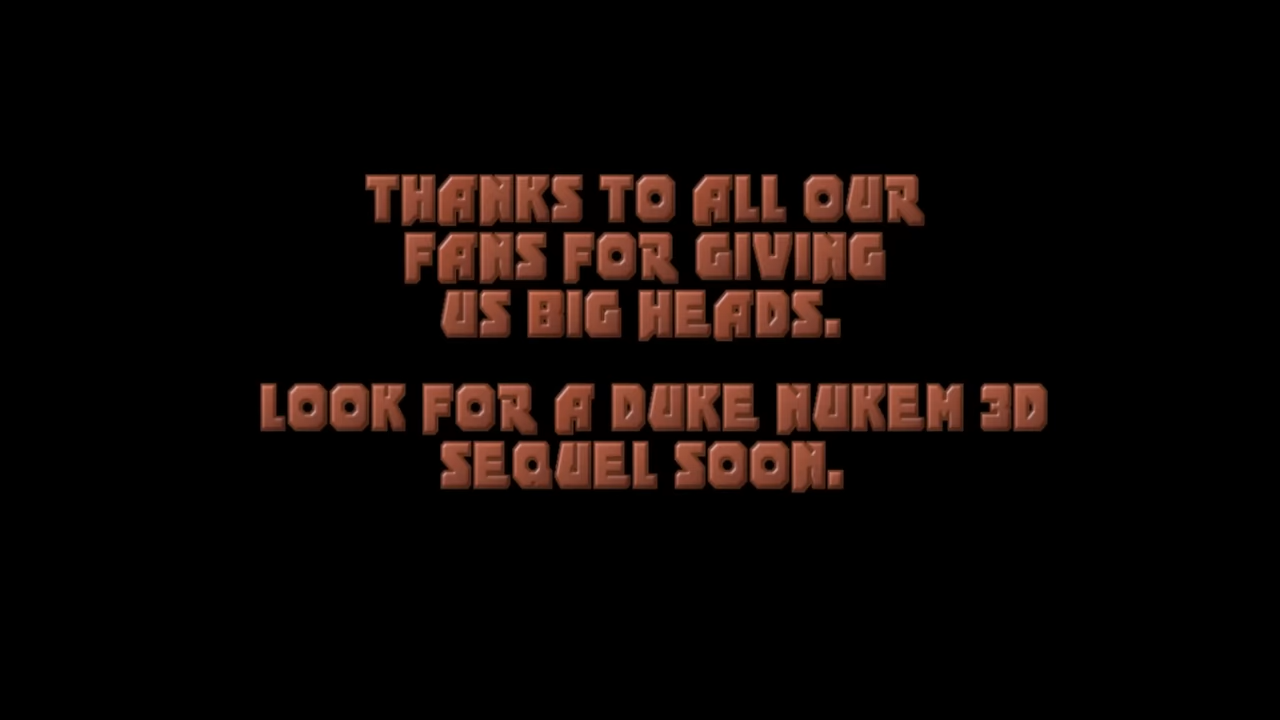 THANKS TO ALL OUR
FANS FOR GIVING
US BIG HEADS.
LOOK FOR A DUKE NUKEM 3D
SEQUEL SOON.